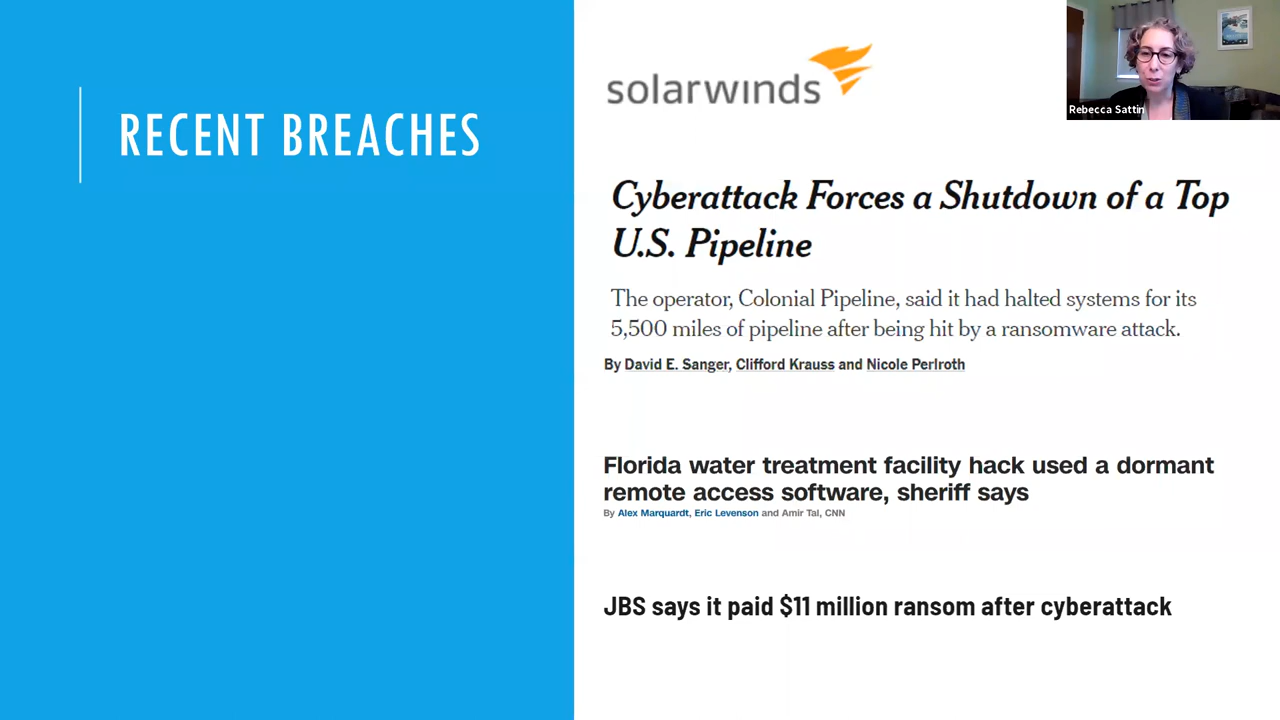 RECENT BREACHES
solarwinds
Rebecca Sattin
Cyberattack Forces a Shutdown of a Top
U.S. Pipeline
The operator, Colonial Pipeline, said it had halted systems for its
5,500 miles of pipeline after being hit by a ransomware attack.
By David E. Sanger, Clifford Krauss and Nicole Perlroth
Florida water treatment facility hack used a dormant
remote access software, sheriff says
By Alex Marquardt, Eric Levenson and Amir Tal, CNN
JBS says it paid $11 million ransom after cyberattack